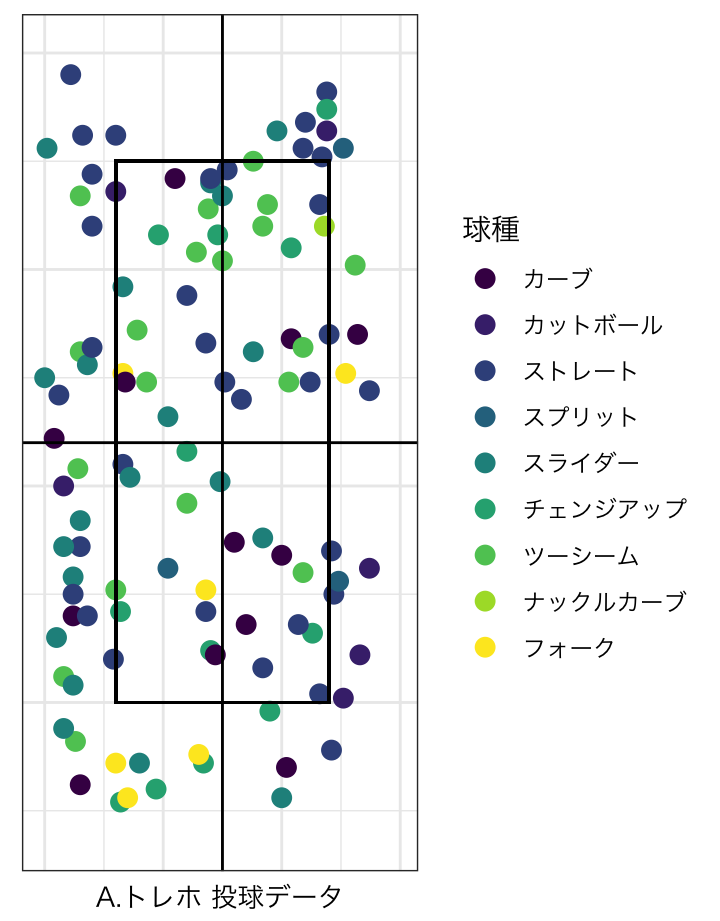 球種
カーブ
カットボール
ストレート
スプリット
スライダー
チェンジアップ
ツーシーム
ナックルカーブ
フォーク
A.トレホ 投球データ